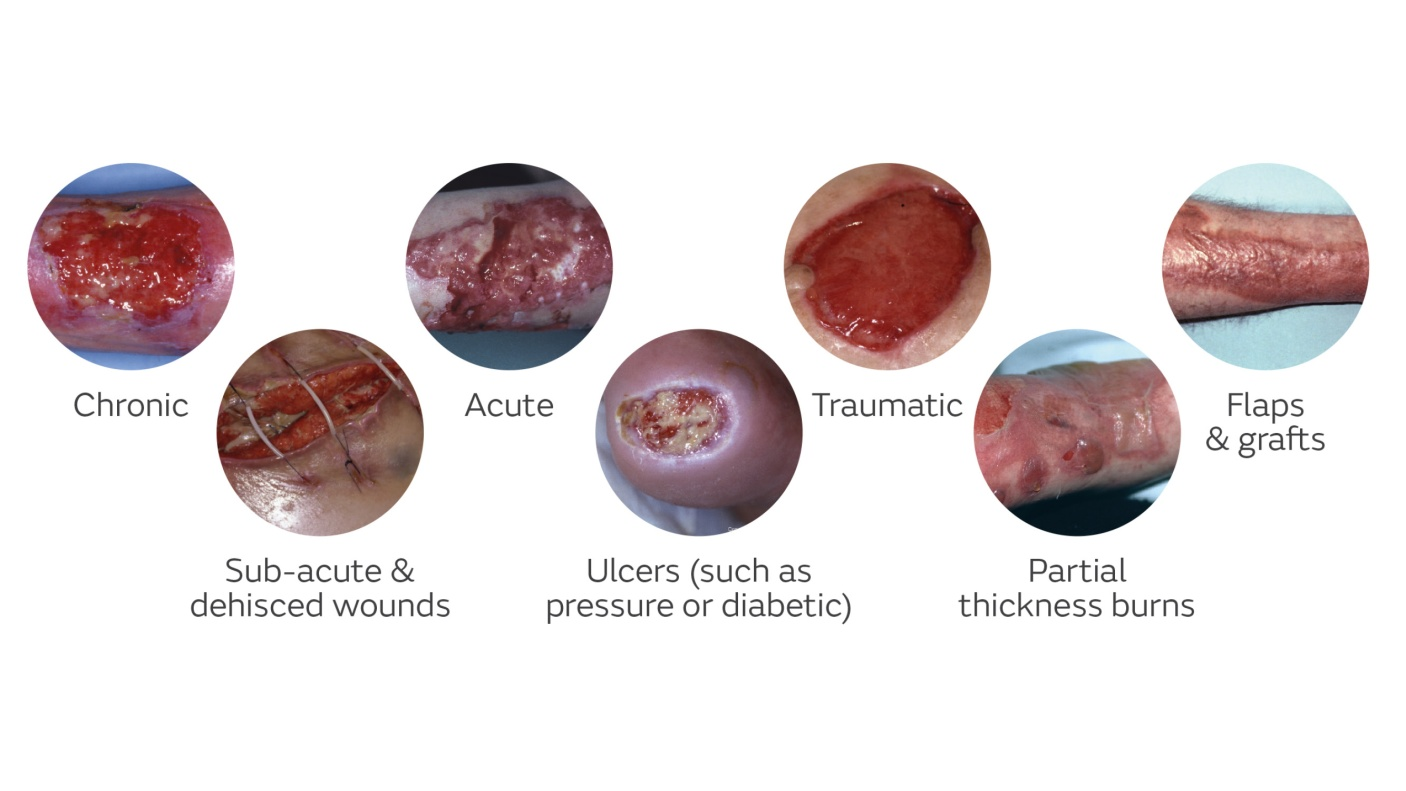 Chronic
Acute
Traumatic
Flaps
& grafts
Sub-acute &
dehisced wounds
Ulcers (such as
pressure or diabetic)
Partial
thickness burns